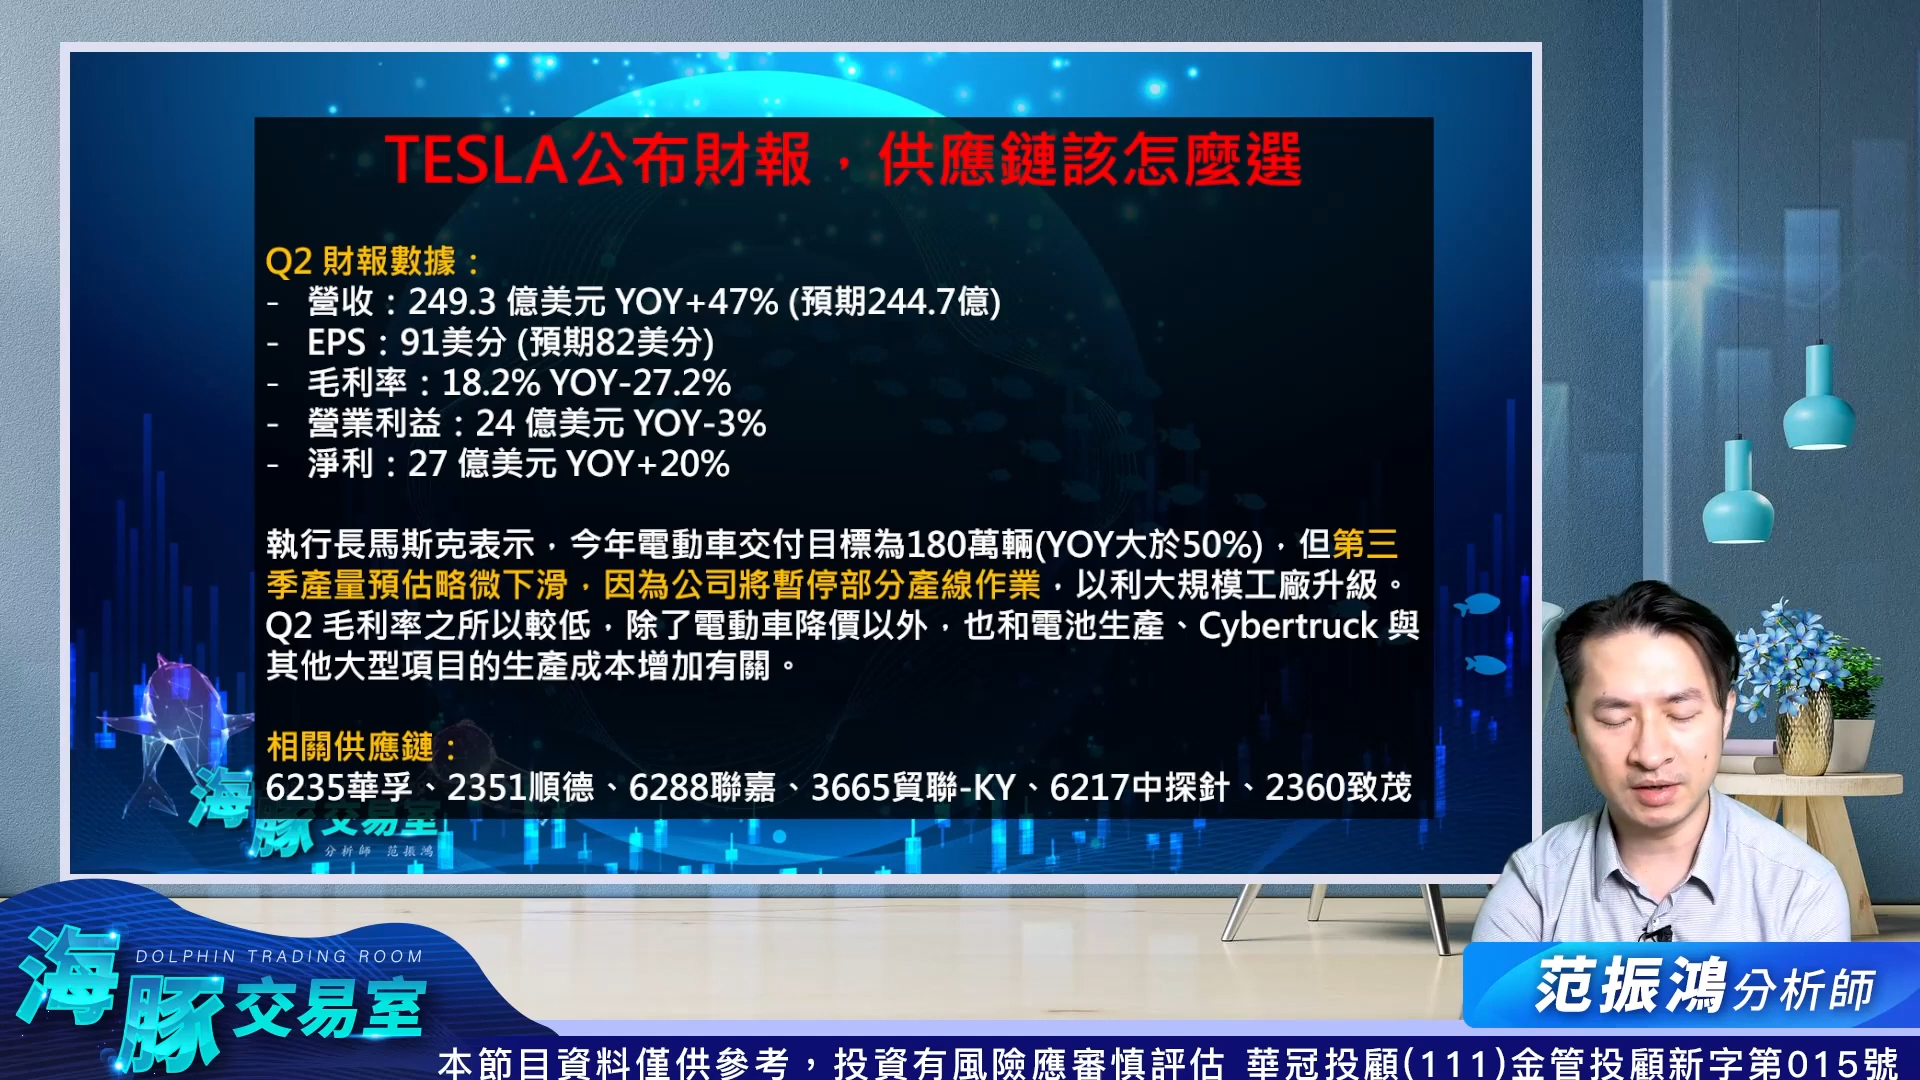 TESLA公布財報，供應鏈該怎麼選
Q2 財報數據：
- 營收：249.3 億美元 YOY+47% (預期244.7億)
- EPS：91美分 (預期82美分)
- 毛利率：18.2% YOY-27.2%
- 營業利益：24 億美元 YOY-3%
- 淨利：27 億美元 YOY+20%
執行長馬斯克表示，今年電動車交付目標為180萬輛(YOY大於50%)，但第三
季產量預估略微下滑，因為公司將暫停部分產線作業，以利大規模工廠升級。
Q2 毛利率之所以較低，除了電動車降價以外，也和電池生產、Cybertruck 與
其他大型項目的生產成本增加有關。
相關供應鏈：
6235華孚、2351順德、6288聯嘉、3665貿聯-KY、6217中探針、2360致茂
海豚交易室
分析師 范振鴻
海豚交易室
DOLPHIN TRADING ROOM
范振鴻分析師
本節目資料僅供參考，投資有風險應審慎評估 華冠投顧(111)金管投顧新字第015號